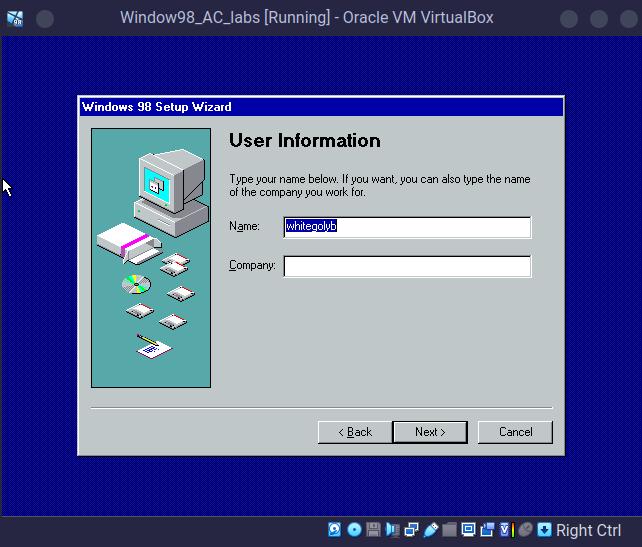 Window98_AC_labs [Running] - Oracle VM VirtualBox
Windows 98 Setup Wizard
User Information
Type your name below. If you want, you can also type the name
of the company you work for.
Name: whitegolyb
Company:
< Back Next > Cancel
Right Ctrl